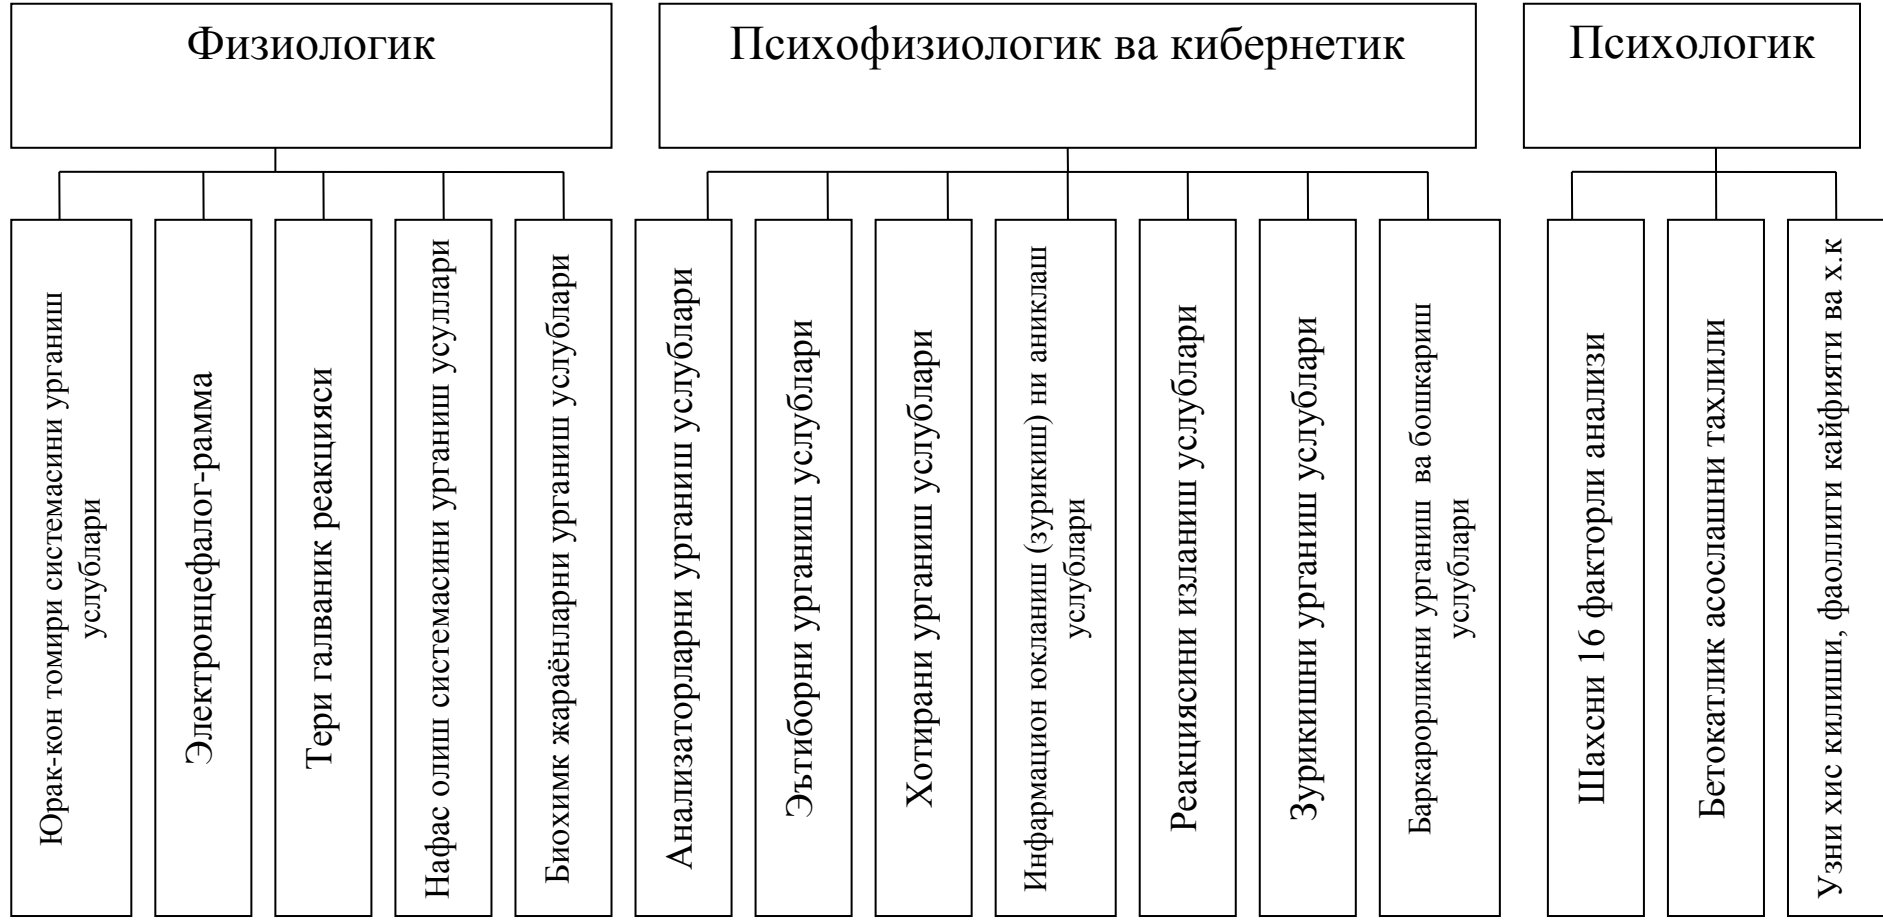 Физиологик
Психофизиологик ва кибернетик
Психологик
Юрак-кон томири системасини урганиш
услублари
Электронцефалог-рамма
Тери галваник реакцияси
Нафас олиш системасини урганиш усуллари
Биохимк жараёнларни урганиш услублари
Анализаторларни урганиш услублари
Эътиборни урганиш услублари
Хотирани урганиш услублари
Инфармацион юкланиш (зурикиш) ни аниклаш
услублари
Реакциясини изланиш услублари
Зурикишни урганиш услублари
Баркарорликни урганиш ва бошкариш
услублари
Шахсни 16 факторли анализи
Бетокатлик асослашни тахлили
Узни хис килиши, фаоллиги кайфияти ва х.к